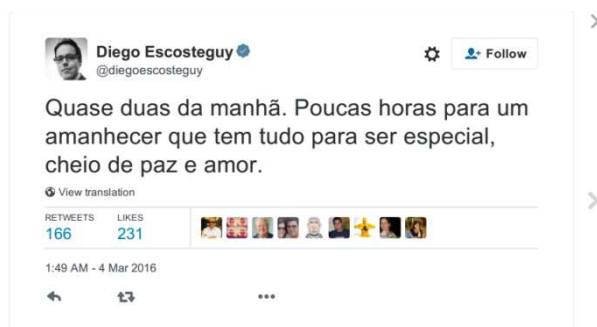 Diego Escosteguy
@diegoescosteguy
Follow
Quase duas da manhã. Poucas horas para um
amanhecer que tem tudo para ser especial,
cheio de paz e amor.
View translation
RETWEETS LIKES
166 231
1:49 AM - 4 Mar 2016